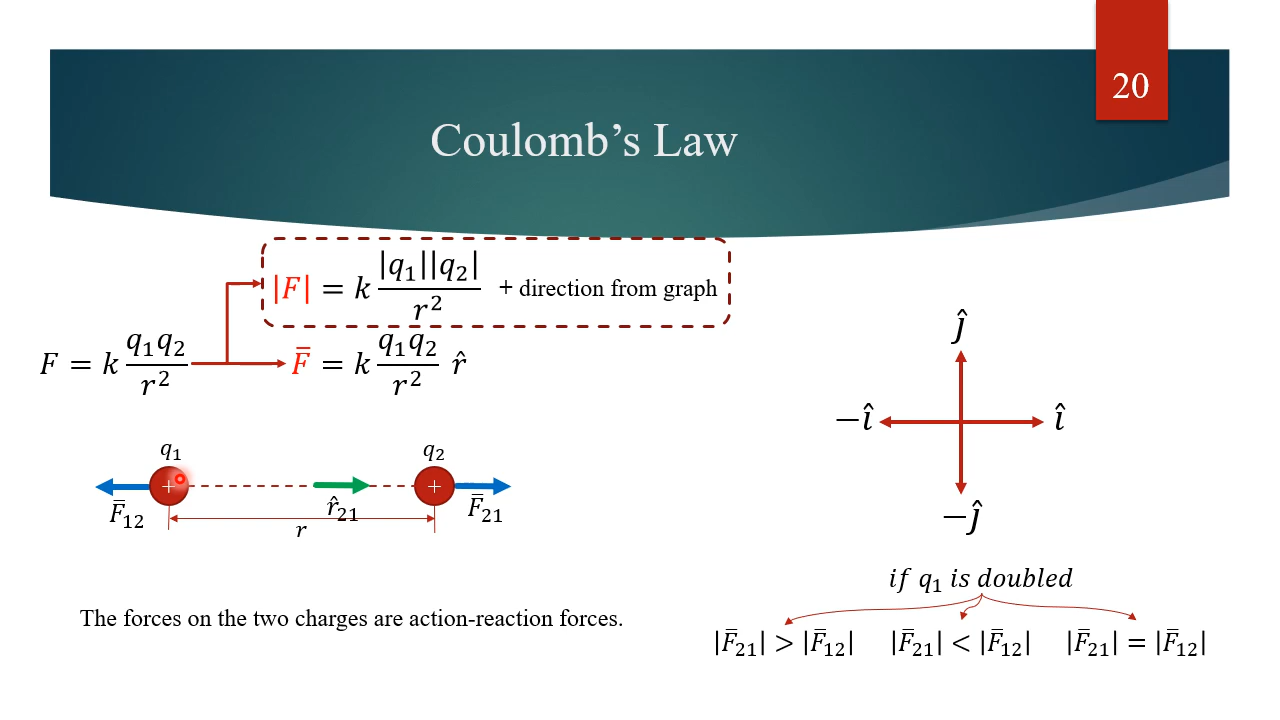 20
Coulomb's Law
|F| = k |q₁||q₂| / r² + direction from graph
F = k q₁q₂ / r²
F̅ = k q₁q₂ / r² r̂
q₁ q₂
+ +
F̅₁₂ r̂₂₁ F̅₂₁
r
ĵ
−î î
−ĵ
The forces on the two charges are action-reaction forces.
if q₁ is doubled
|F̅₂₁| > |F̅₁₂| |F̅₂₁| < |F̅₁₂| |F̅₂₁| = |F̅₁₂|